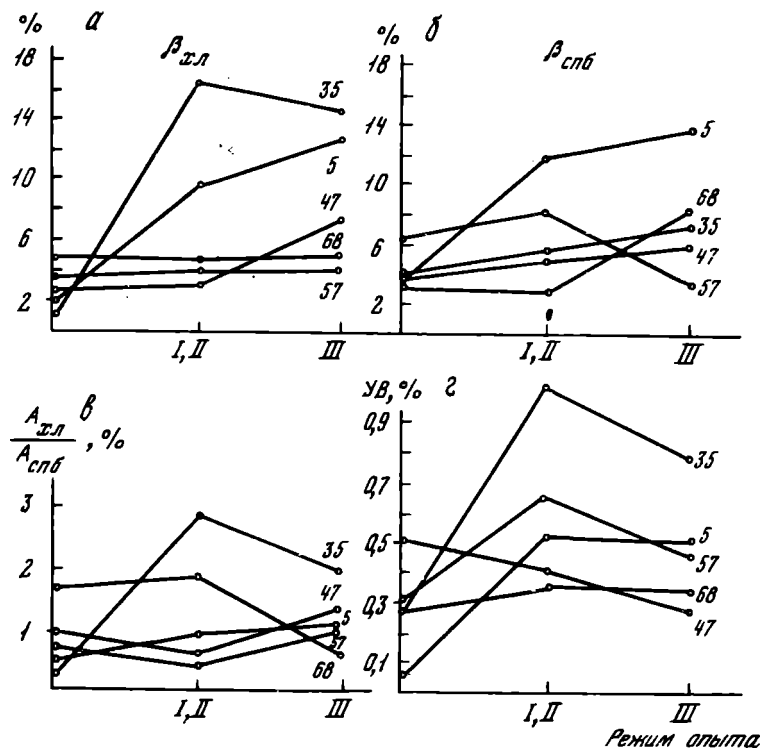 % а
β хл
18
14
10
6
2
35
5
47
68
57
I, II
III
% б
β спб
18
14
10
6
2
5
68
35
47
57
I, II
III
в
A хл
A спб
, %
3
2
1
35
47
5
57
68
I, II
III
УВ, % г
0,9
0,7
0,5
0,3
0,1
35
5
57
68
47
I, II
III
Режим опыта